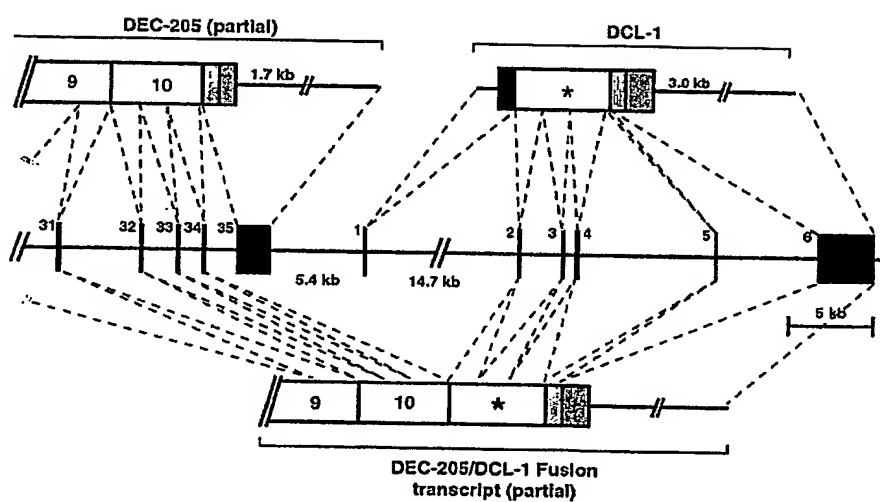 DEC-205 (partial)
DCL-1
9 10 1.7 kb
* 3.0 kb
31 32 33 34 35 1 2 3 4 5 6
5.4 kb 14.7 kb
5 kb
9 10 *
DEC-205/DCL-1 Fusion
transcript (partial)